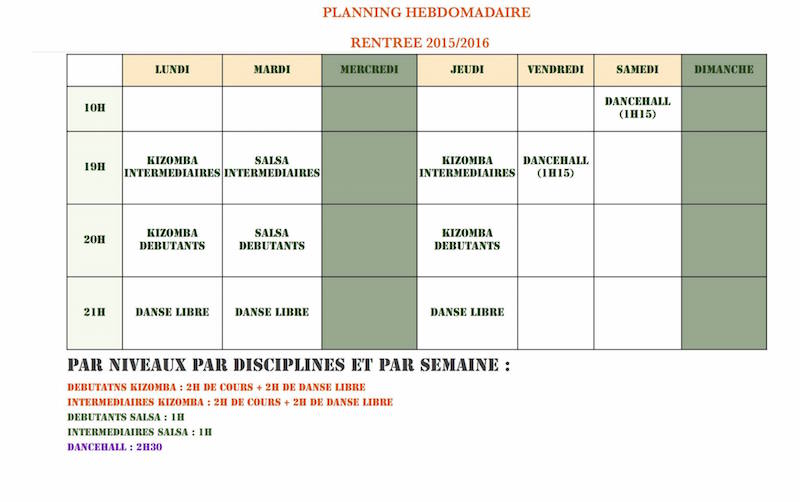 PLANNING HEBDOMADAIRE
RENTREE 2015/2016
LUNDI MARDI MERCREDI JEUDI VENDREDI SAMEDI DIMANCHE
10H DANCEHALL
(1H15)
19H KIZOMBA SALSA KIZOMBA DANCEHALL
INTERMEDIAIRES INTERMEDIAIRES INTERMEDIAIRES (1H15)
20H KIZOMBA SALSA KIZOMBA
DEBUTANTS DEBUTANTS DEBUTANTS
21H DANSE LIBRE DANSE LIBRE DANSE LIBRE
PAR NIVEAUX PAR DISCIPLINES ET PAR SEMAINE :
DEBUTATNS KIZOMBA : 2H DE COURS + 2H DE DANSE LIBRE
INTERMEDIAIRES KIZOMBA : 2H DE COURS + 2H DE DANSE LIBRE
DEBUTANTS SALSA : 1H
INTERMEDIAIRES SALSA : 1H
DANCEHALL : 2H30